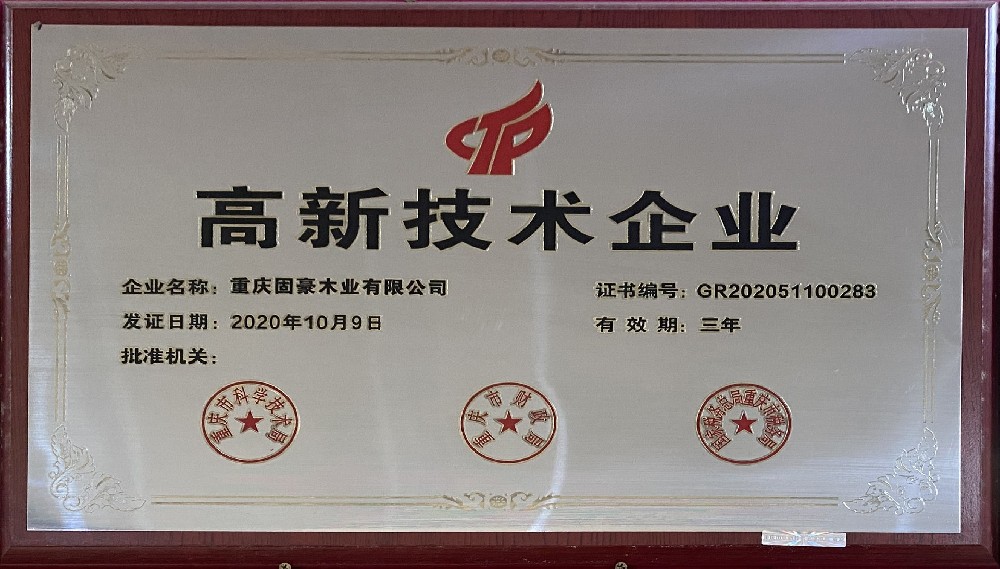 CTP
高新技术企业
企业名称：重庆固豪木业有限公司
证书编号：GR202051100283
发证日期：2020年10月9日
有 效 期：三年
批准机关：
重庆市科学技术局
重庆市财政局
国家税务总局重庆市税务局